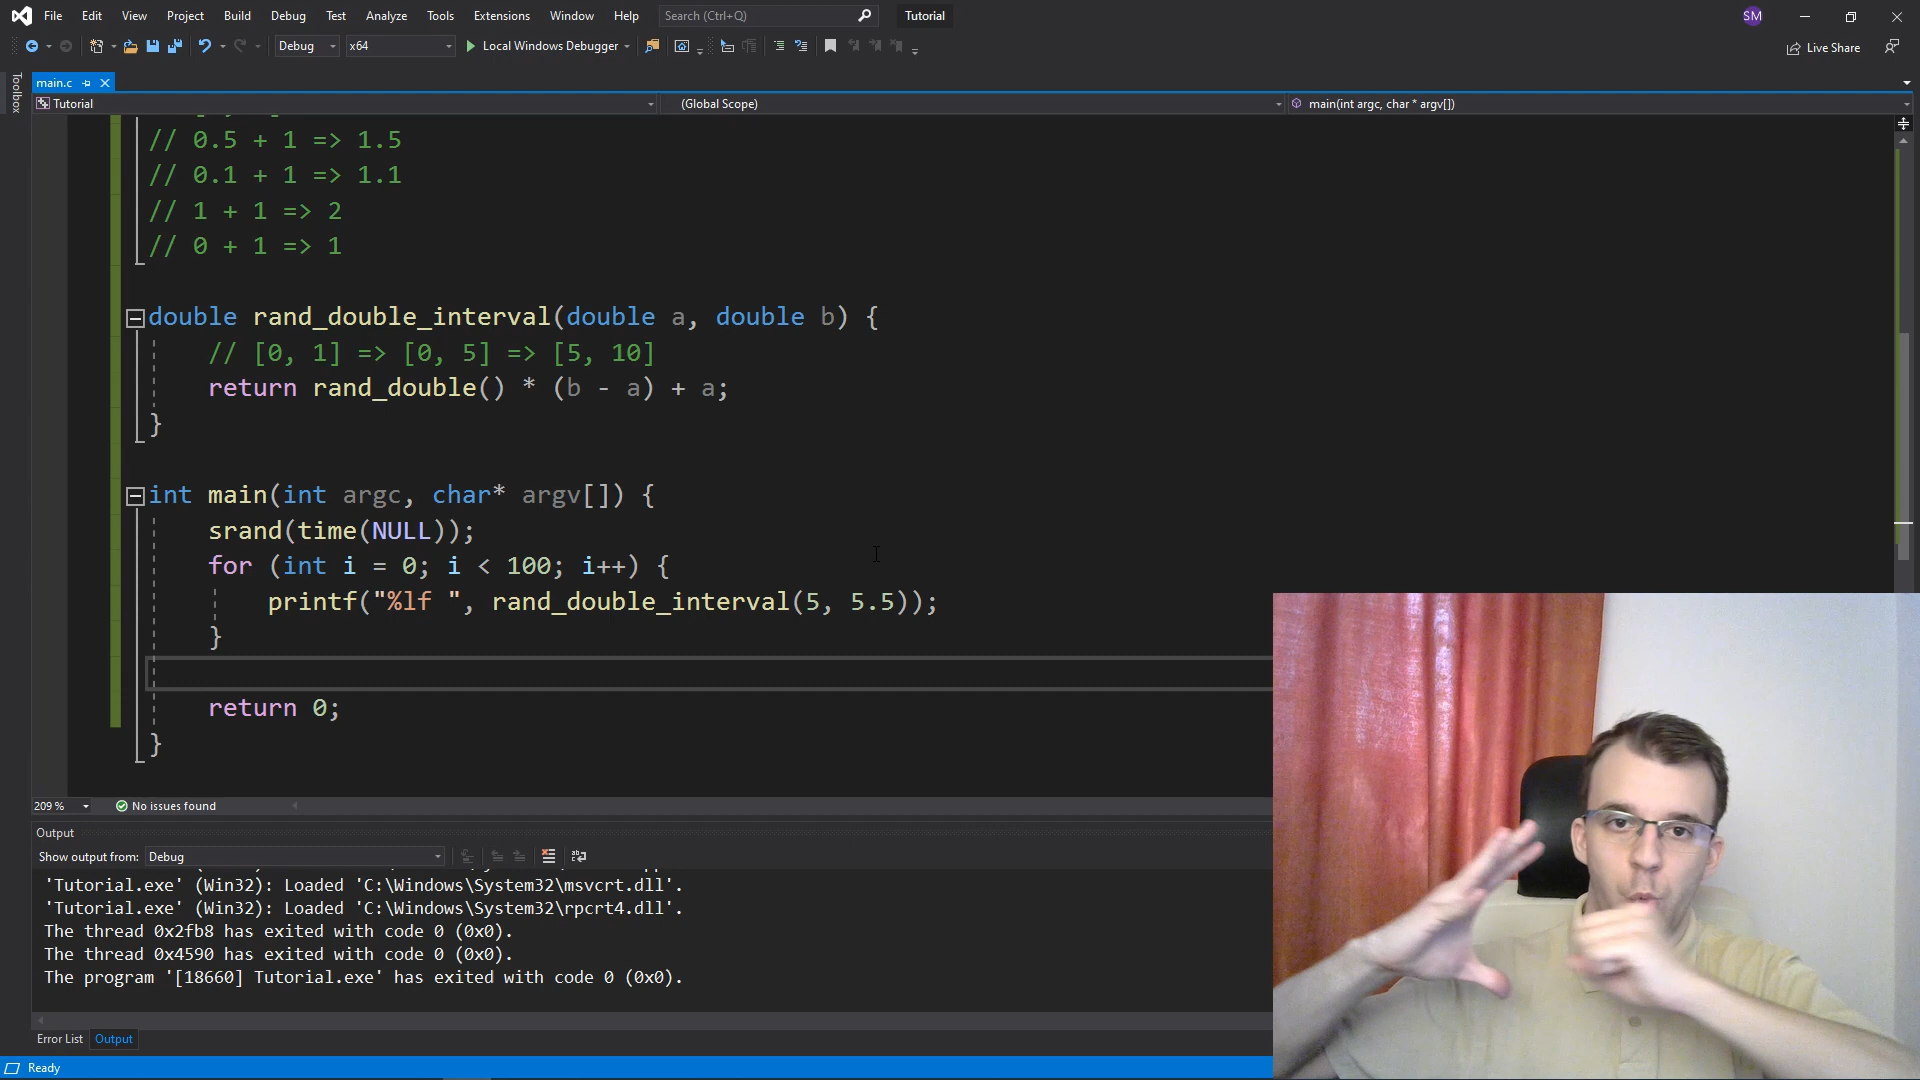 File Edit View Project Build Debug Test Analyze Tools Extensions Window Help Search (Ctrl+Q) Tutorial SM
Debug x64 Local Windows Debugger Live Share
Toolbox
main.c
Tutorial (Global Scope) main(int argc, char * argv[])
// 0.5 + 1 => 1.5
// 0.1 + 1 => 1.1
// 1 + 1 => 2
// 0 + 1 => 1
double rand_double_interval(double a, double b) {
// [0, 1] => [0, 5] => [5, 10]
return rand_double() * (b - a) + a;
}
int main(int argc, char* argv[]) {
srand(time(NULL));
for (int i = 0; i < 100; i++) {
printf("%lf ", rand_double_interval(5, 5.5));
}
return 0;
}
209 % No issues found
Output
Show output from: Debug
'Tutorial.exe' (Win32): Loaded 'C:\Windows\System32\msvcrt.dll'.
'Tutorial.exe' (Win32): Loaded 'C:\Windows\System32\rpcrt4.dll'.
The thread 0x2fb8 has exited with code 0 (0x0).
The thread 0x4590 has exited with code 0 (0x0).
The program '[18660] Tutorial.exe' has exited with code 0 (0x0).
Error List Output
Ready